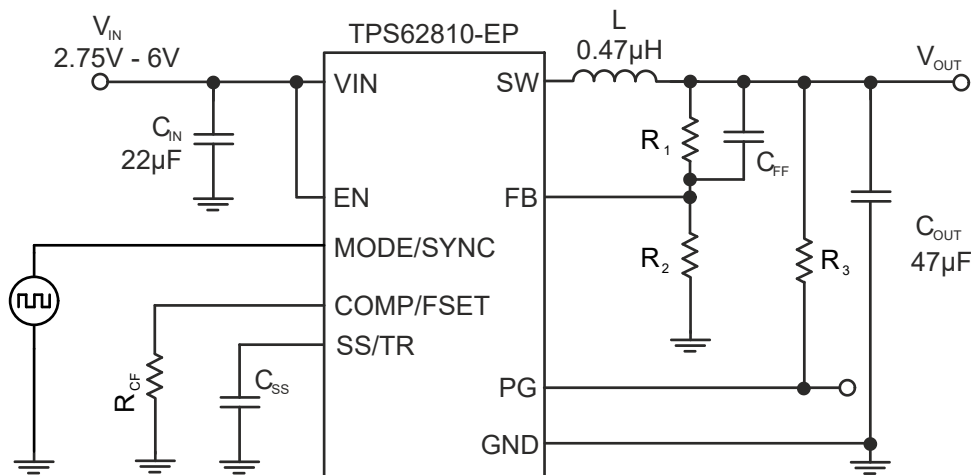 TPS62810-EP
V_IN
2.75V - 6V
VIN
SW
L
0.47µH
V_OUT
C_IN
22µF
EN
FB
R_1
C_FF
R_2
C_OUT
47µF
R_3
MODE/SYNC
COMP/FSET
SS/TR
R_CF
C_SS
PG
GND